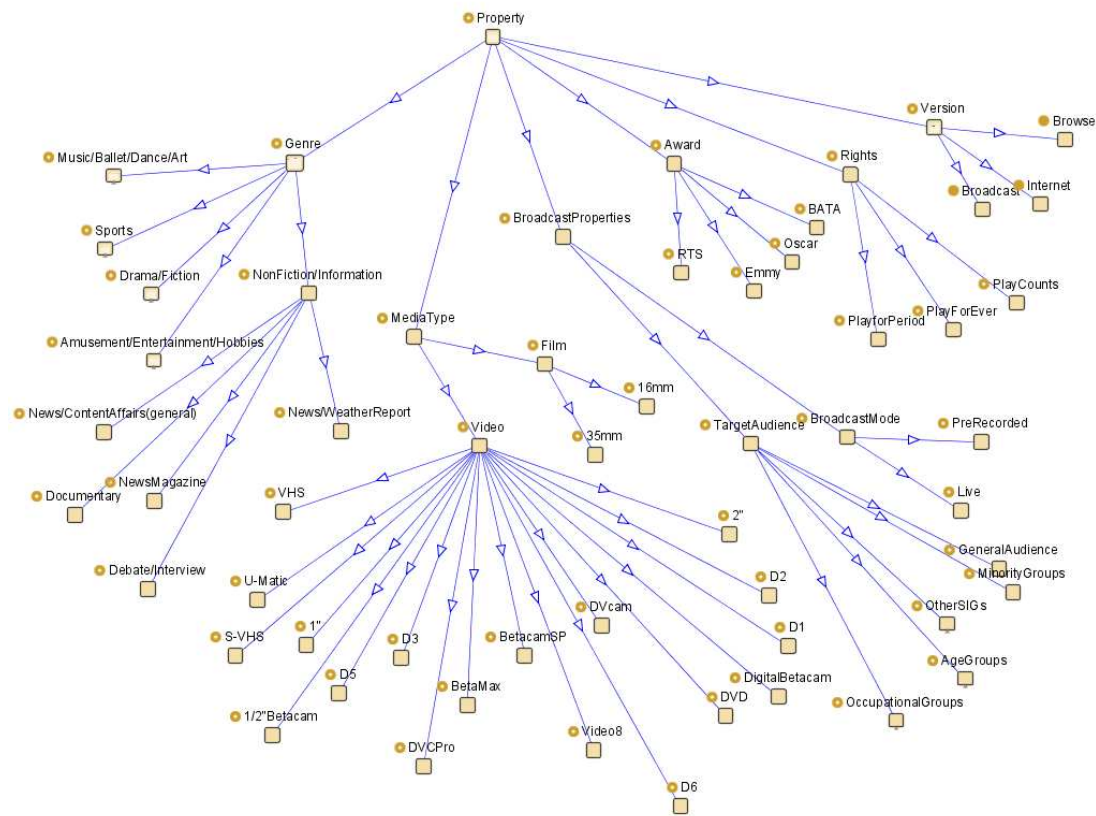 Property
Version
Browse
Genre
Award
Rights
Music/Ballet/Dance/Art
Internet
Broadcast
BATA
BroadcastProperties
Sports
Oscar
RTS
Emmy
Drama/Fiction
NonFiction/Information
PlayCounts
PlayForEver
PlayforPeriod
MediaType
Amusement/Entertainment/Hobbies
Film
16mm
News/ContentAffairs(general)
News/WeatherReport
BroadcastMode
PreRecorded
Video
TargetAudience
35mm
Documentary
NewsMagazine
VHS
Live
2"
GeneralAudience
Debate/Interview
U-Matic
D2
MinorityGroups
DVcam
OtherSIGs
S-VHS
1"
D3
BetacamSP
D1
AgeGroups
D5
BetaMax
DigitalBetacam
DVD
OccupationalGroups
1/2"Betacam
Video8
DVCPro
D6